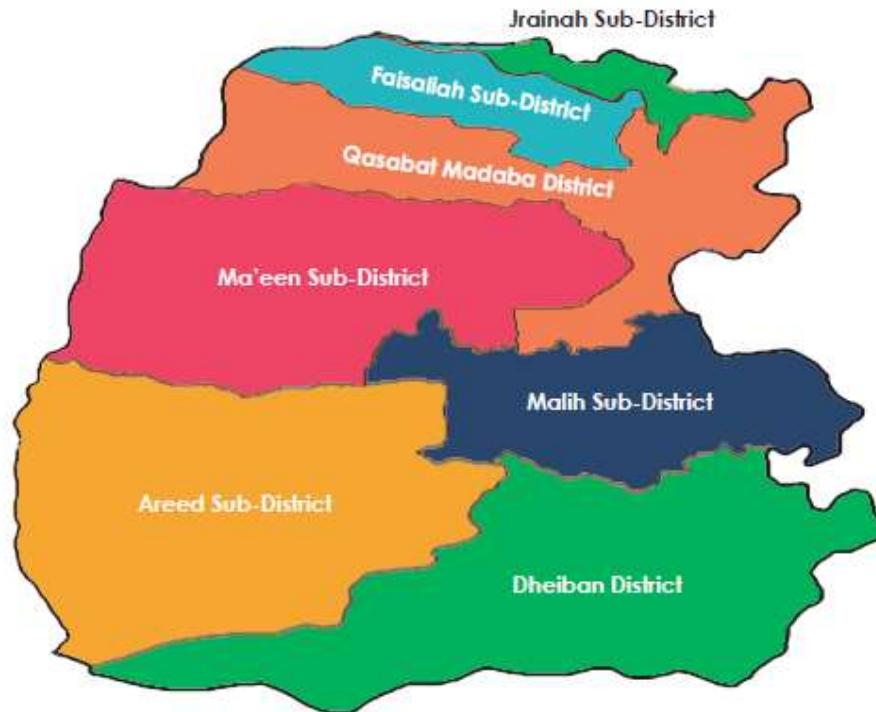 Jrainah Sub-District
Faisaliah Sub-District
Qasabat Madaba District
Ma'een Sub-District
Malih Sub-District
Areed Sub-District
Dheiban District